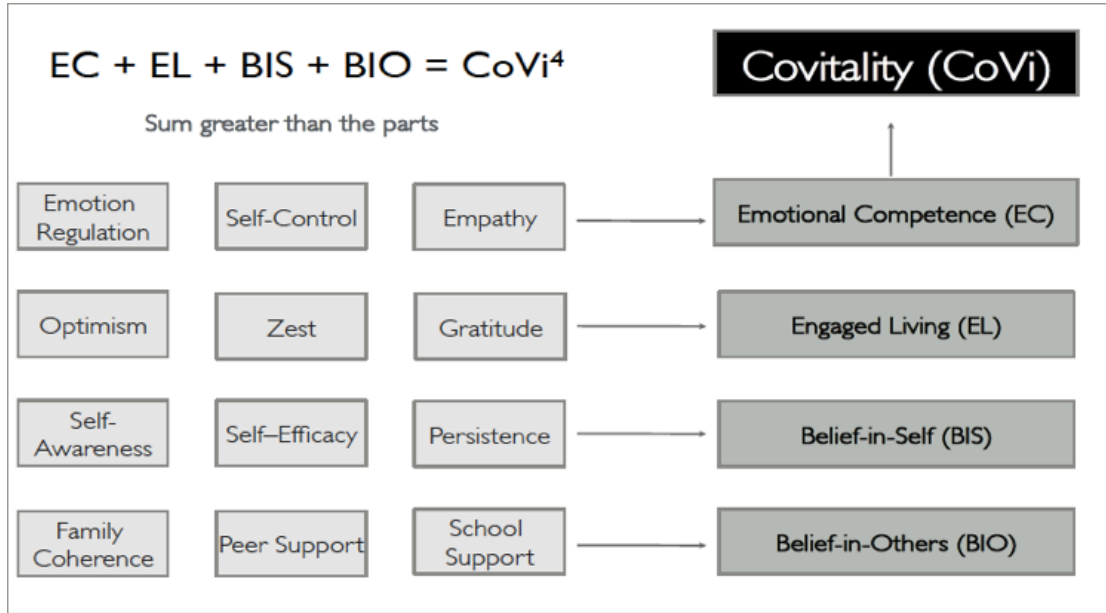 EC + EL + BIS + BIO = CoVi⁴
Covitality (CoVi)
Sum greater than the parts
Emotion
Regulation
Self-Control
Empathy
Emotional Competence (EC)
Optimism
Zest
Gratitude
Engaged Living (EL)
Self-
Awareness
Self–Efficacy
Persistence
Belief-in-Self (BIS)
Family
Coherence
Peer Support
School
Support
Belief-in-Others (BIO)